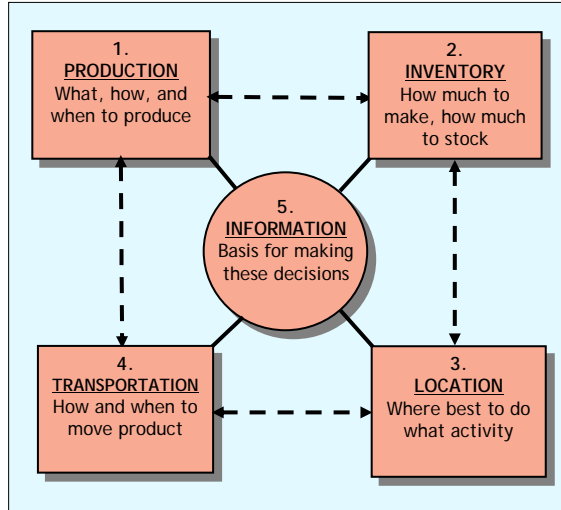 1.
PRODUCTION
What, how, and
when to produce
2.
INVENTORY
How much to
make, how much
to stock
5.
INFORMATION
Basis for making
these decisions
4.
TRANSPORTATION
How and when to
move product
3.
LOCATION
Where best to do
what activity